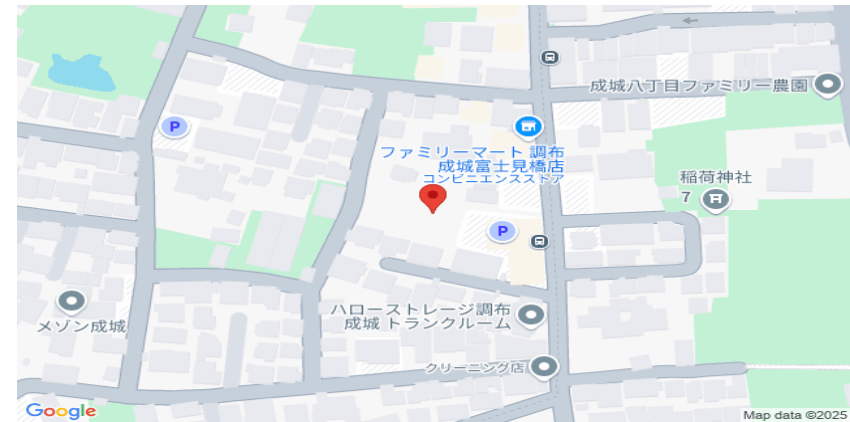 成城八丁目ファミリー農園
P
ファミリーマート 調布
成城富士見橋店
コンビニエンスストア
稲荷神社
7
P
メゾン成城
ハローストレージ調布
成城 トランクルーム
クリーニング店
Google
Map data ©2025